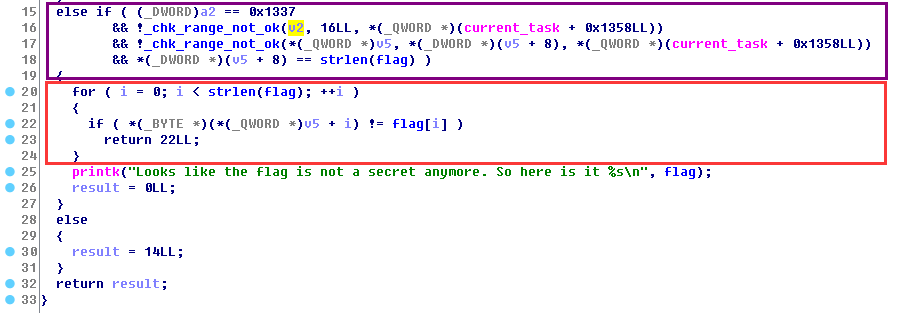 15 else if ( (_DWORD)a2 == 0x1337
16 && !_chk_range_not_ok(v2, 16LL, *(_QWORD *)(current_task + 0x1358LL))
17 && !_chk_range_not_ok(*(_QWORD *)v5, *(_DWORD *)(v5 + 8), *(_QWORD *)(current_task + 0x1358LL))
18 && *(_DWORD *)(v5 + 8) == strlen(flag) )
19 {
20 for ( i = 0; i < strlen(flag); ++i )
21 {
22 if ( *(_BYTE *)(*(_QWORD *)v5 + i) != flag[i] )
23 return 22LL;
24 }
25 printk("Looks like the flag is not a secret anymore. So here is it %s\n", flag);
26 result = 0LL;
27 }
28 else
29 {
30 result = 14LL;
31 }
32 return result;
33 }